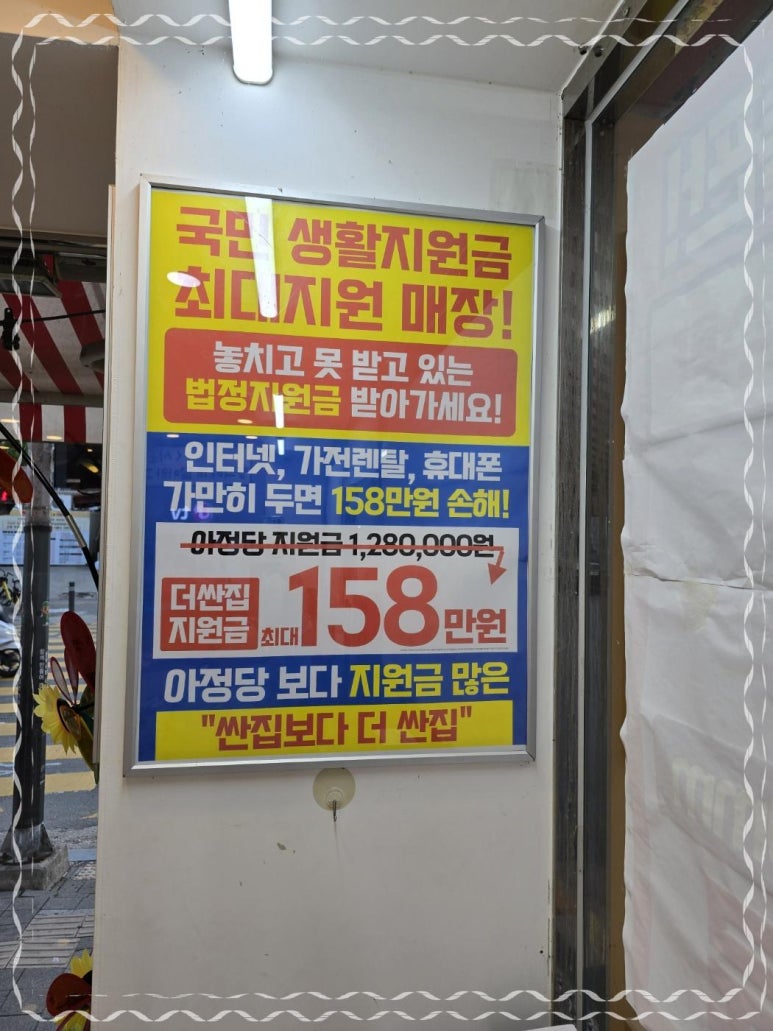 국민 생활지원금
최대지원 매장!
놓치고 못 받고 있는
법정지원금 받아가세요!
인터넷, 가전렌탈, 휴대폰
가만히 두면 158만원 손해!
아정당 지원금 1,280,000원
더싼집
지원금 최대 158만원
아정당 보다 지원금 많은
"싼집보다 더 싼집"